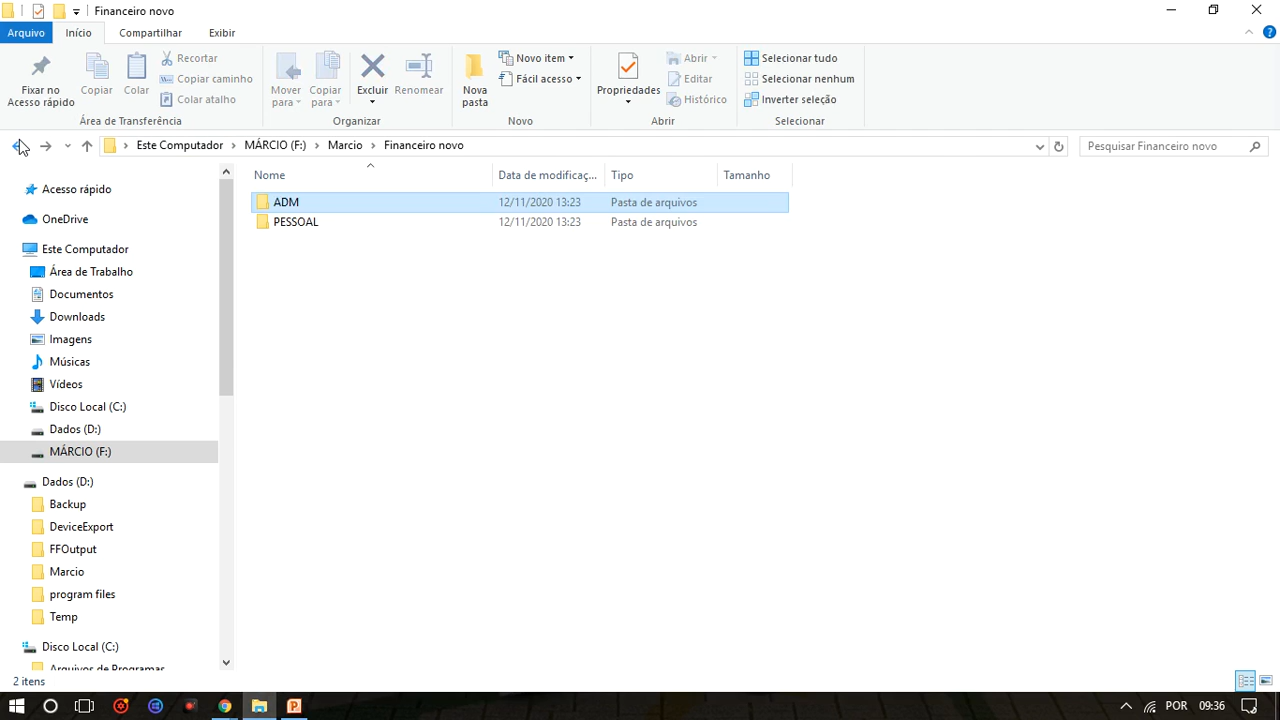 Financeiro novo
Arquivo Início Compartilhar Exibir
Fixar no Acesso rápido
Copiar
Colar
Recortar
Copiar caminho
Colar atalho
Mover para
Copiar para
Excluir
Renomear
Nova pasta
Novo item
Fácil acesso
Propriedades
Abrir
Editar
Histórico
Selecionar tudo
Selecionar nenhum
Inverter seleção
Área de Transferência Organizar Novo Abrir Selecionar
Este Computador MÁRCIO (F:) Marcio Financeiro novo
Pesquisar Financeiro novo
Nome Data de modificaç... Tipo Tamanho
ADM 12/11/2020 13:23 Pasta de arquivos
PESSOAL 12/11/2020 13:23 Pasta de arquivos
Acesso rápido
OneDrive
Este Computador
Área de Trabalho
Documentos
Downloads
Imagens
Músicas
Vídeos
Disco Local (C:)
Dados (D:)
MÁRCIO (F:)
Dados (D:)
Backup
DeviceExport
FFOutput
Marcio
program files
Temp
Disco Local (C:)
Arquivos de Programas
2 itens
POR 09:36